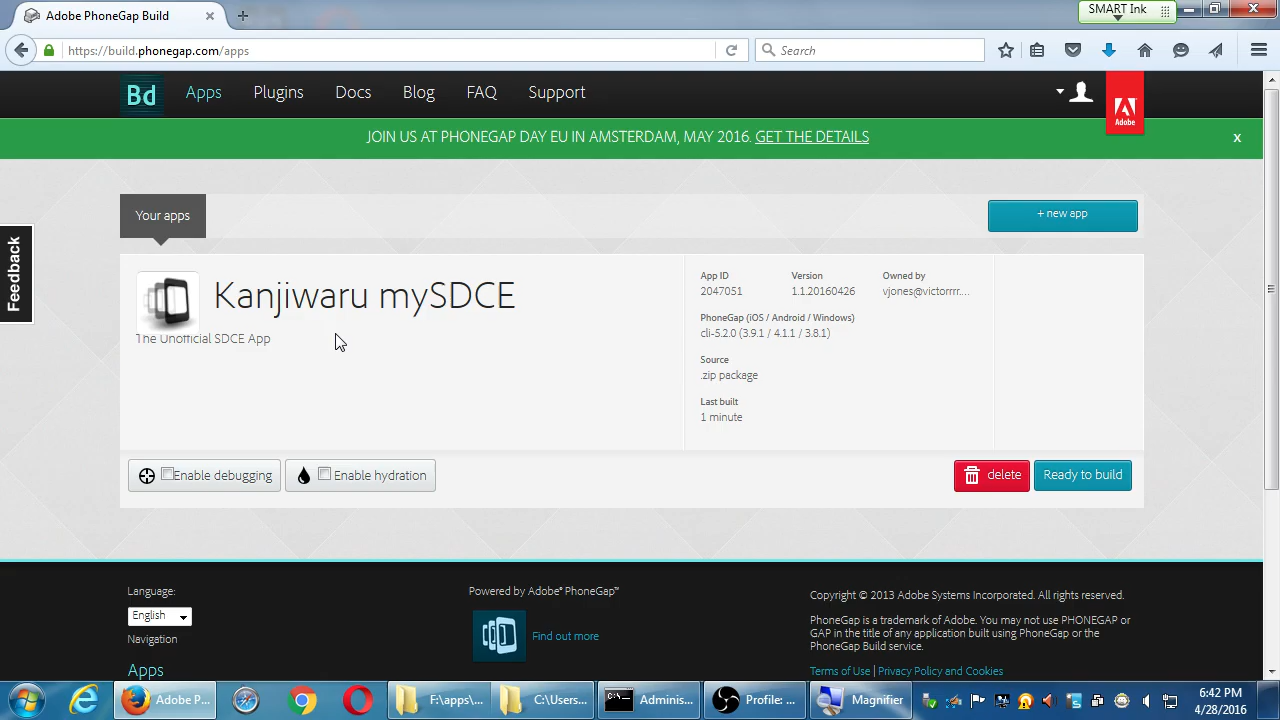 Adobe PhoneGap Build
SMART Ink
https://build.phonegap.com/apps
Search
Bd
Apps
Plugins
Docs
Blog
FAQ
Support
Adobe
JOIN US AT PHONEGAP DAY EU IN AMSTERDAM, MAY 2016. GET THE DETAILS
x
Your apps
+ new app
Feedback
Kanjiwaru mySDCE
The Unofficial SDCE App
App ID
2047051
Version
1.1.20160426
Owned by
vjones@victorrrr....
PhoneGap (iOS / Android / Windows)
cli-5.2.0 (3.9.1 / 4.1.1 / 3.8.1)
Source
.zip package
Last built
1 minute
Enable debugging
Enable hydration
delete
Ready to build
Language:
English
Navigation
Apps
Powered by Adobe® PhoneGap™
Find out more
Copyright © 2013 Adobe Systems Incorporated. All rights reserved.
PhoneGap is a trademark of Adobe. You may not use PHONEGAP or
GAP in the title of any application built using PhoneGap or the
PhoneGap Build service.
Terms of Use | Privacy Policy and Cookies
Adobe P...
F:\apps\...
C:\Users...
Adminis...
Profile: ...
Magnifier
6:42 PM
4/28/2016